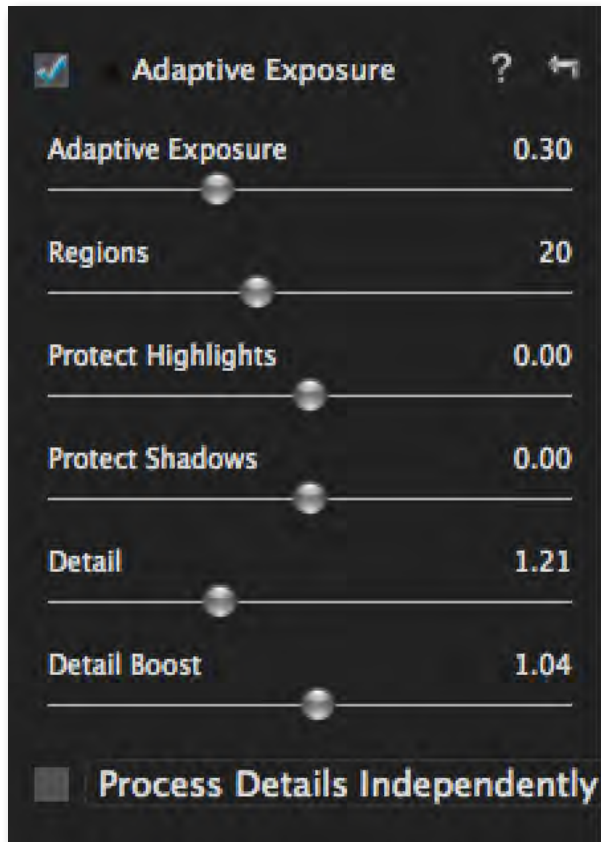 Adaptive Exposure ?
Adaptive Exposure 0.30
Regions 20
Protect Highlights 0.00
Protect Shadows 0.00
Detail 1.21
Detail Boost 1.04
Process Details Independently